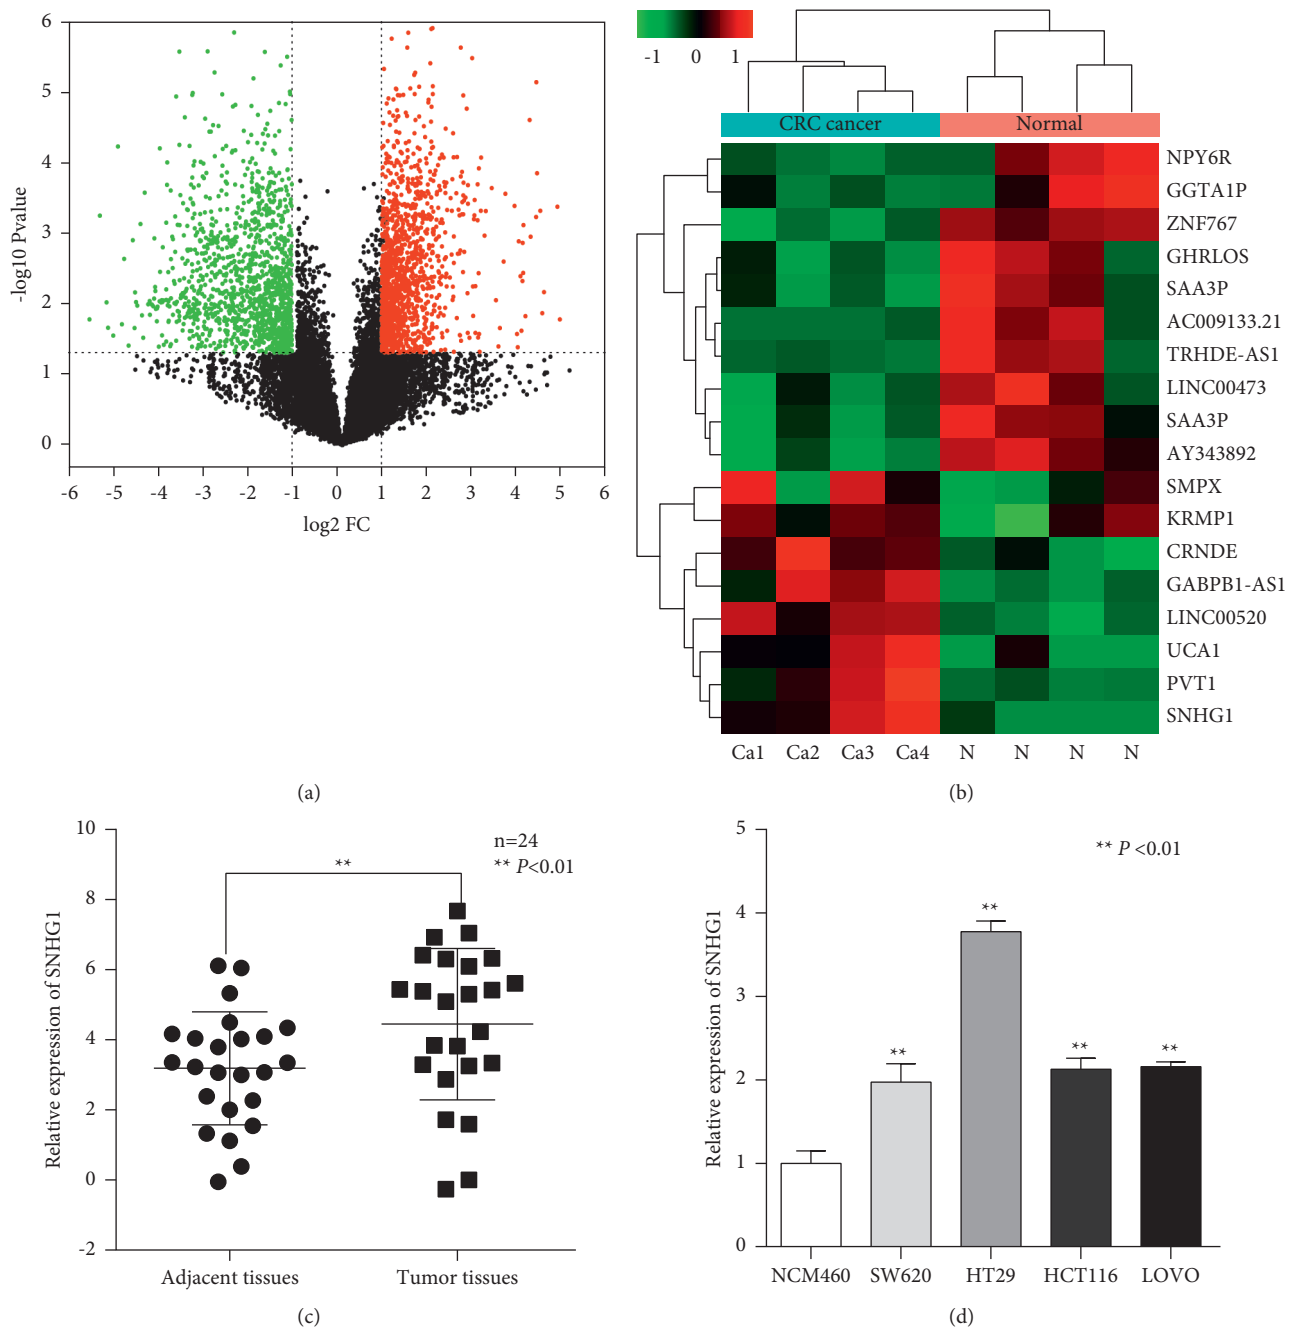 6
5
4
3
2
1
0
-log10 Pvalue
-6 -5 -4 -3 -2 -1 0 1 2 3 4 5 6
log2 FC
(a)
-1 0 1
CRC cancer Normal
NPY6R
GGTA1P
ZNF767
GHRLOS
SAA3P
AC009133.21
TRHDE-AS1
LINC00473
SAA3P
AY343892
SMPX
KRMP1
CRNDE
GABPB1-AS1
LINC00520
UCA1
PVT1
SNHG1
Ca1 Ca2 Ca3 Ca4 N N N N
(b)
10
8
6
4
2
0
-2
Relative expression of SNHG1
n=24
** P<0.01
**
Adjacent tissues Tumor tissues
(c)
5
4
3
2
1
0
Relative expression of SNHG1
** P <0.01
**
**
**
**
NCM460 SW620 HT29 HCT116 LOVO
(d)